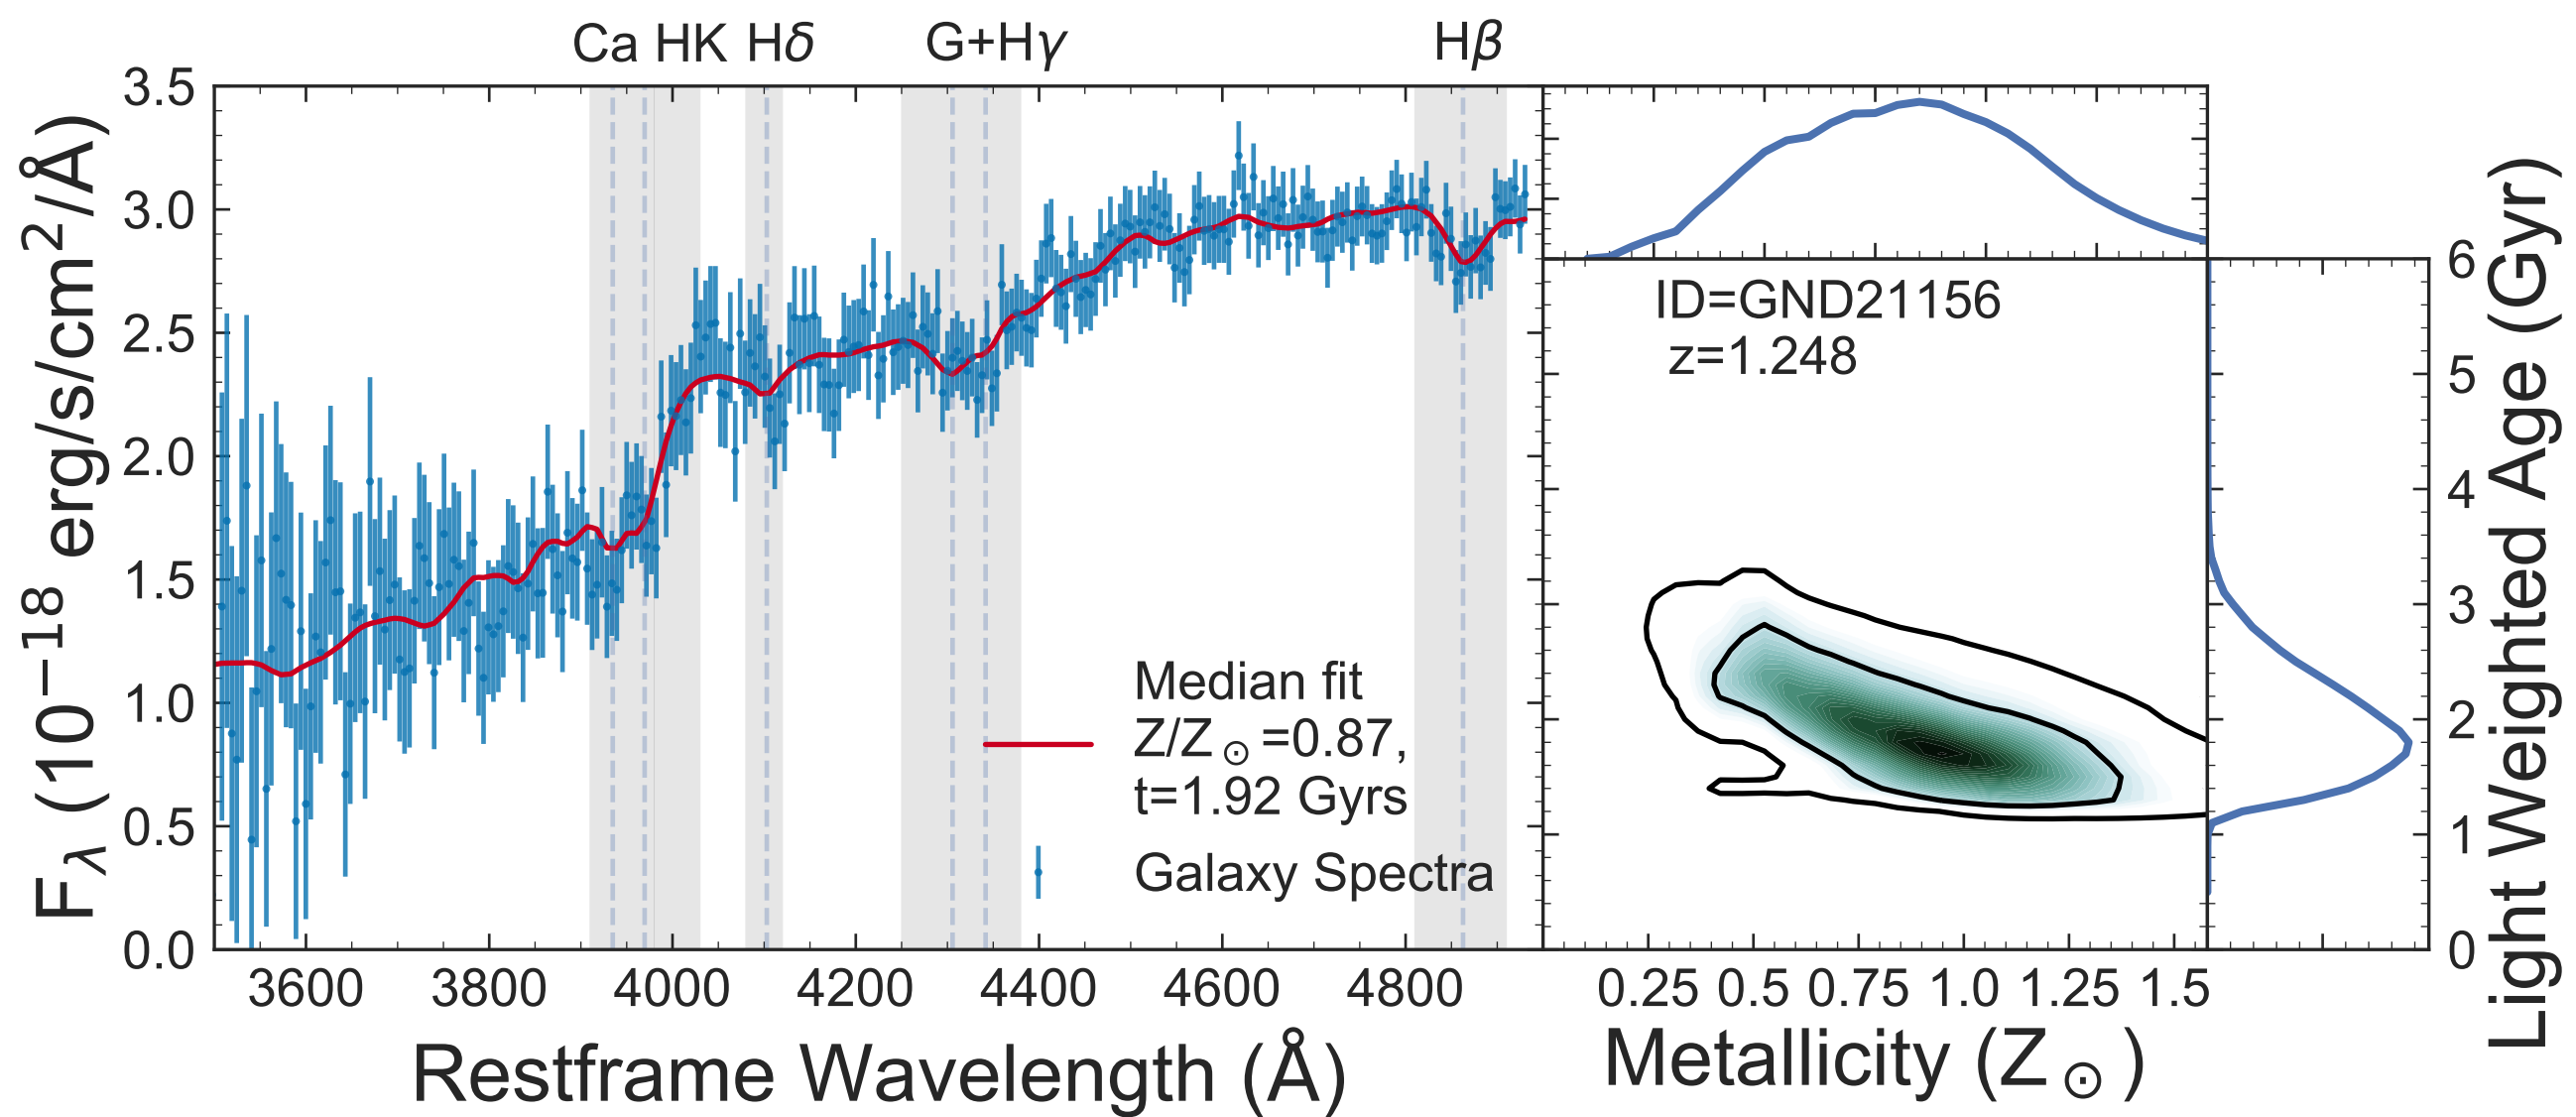 Ca HK Hδ G+Hγ Hβ
3.5
3.0
2.5
2.0
1.5
1.0
0.5
0.0
F_λ (10⁻¹⁸ erg/s/cm²/Å)
3600 3800 4000 4200 4400 4600 4800
Restframe Wavelength (Å)
Median fit
Z/Z⊙=0.87,
t=1.92 Gyrs
Galaxy Spectra
ID=GND21156
z=1.248
0.25 0.5 0.75 1.0 1.25 1.5
Metallicity (Z⊙)
6
5
4
3
2
1
0
Light Weighted Age (Gyr)